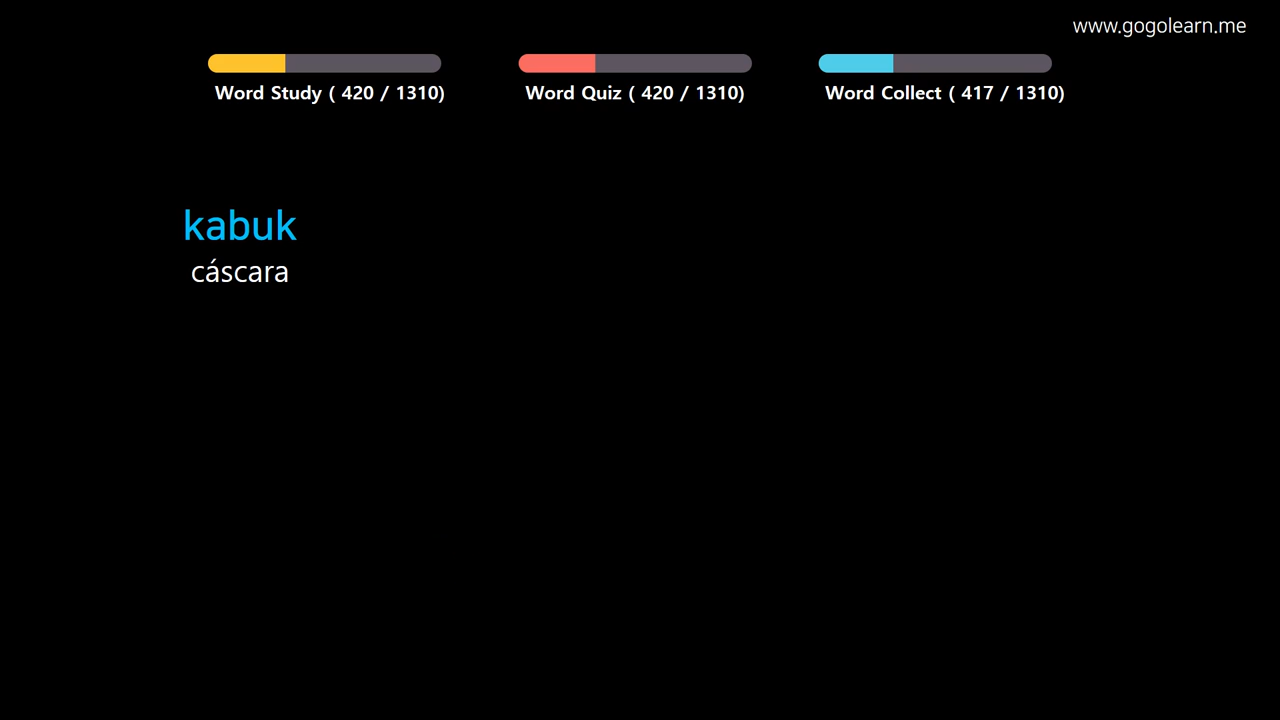 www.gogolearn.me
Word Study ( 420 / 1310)
Word Quiz ( 420 / 1310)
Word Collect ( 417 / 1310)
kabuk
cáscara